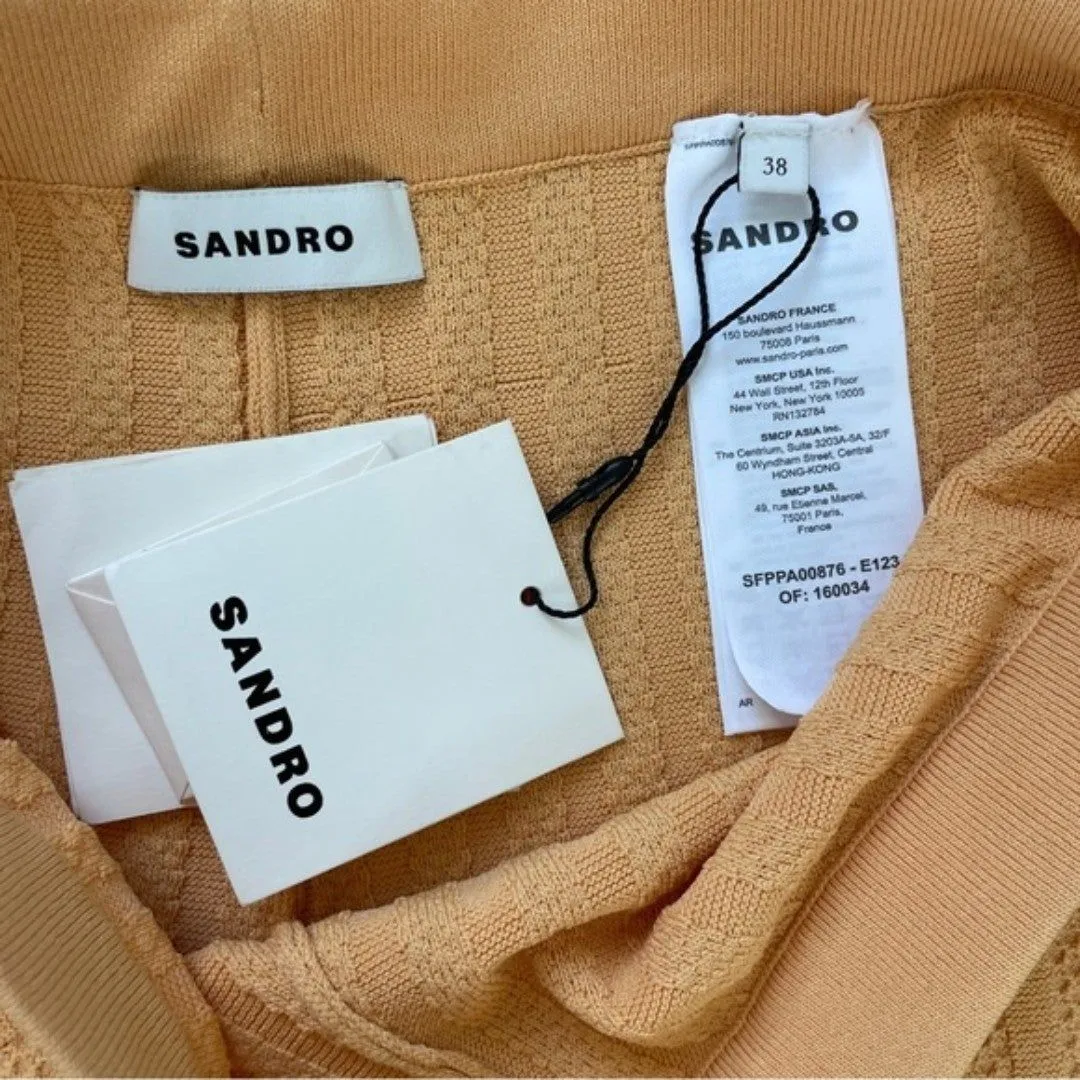 SANDRO
38
SANDRO
SANDRO FRANCE
150 boulevard Haussmann
75008 Paris
www.sandro-paris.com
SMCP USA Inc.
44 Wall Street, 12th Floor
New York, New York 10005
RN132784
SMCP ASIA Inc.
The Centrium, Suite 3203A-5A, 32/F
60 Wyndham Street, Central
HONG-KONG
SMCP SAS,
49, rue Etienne Marcel,
75001 Paris,
France
SFPPA00876 - E123
OF: 160034
AR
SANDRO